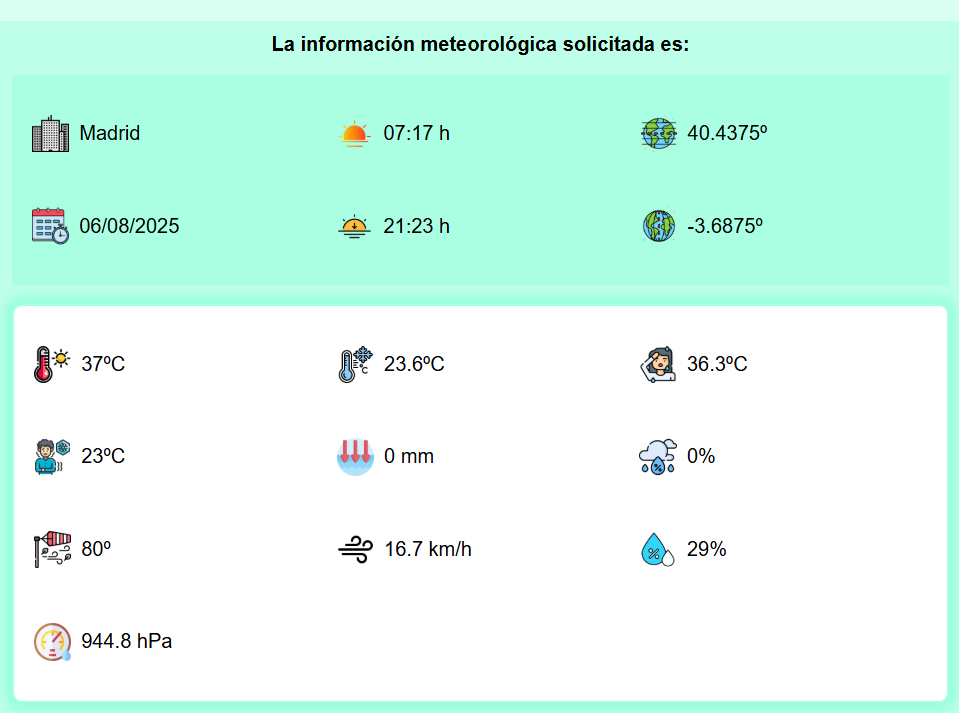 La información meteorológica solicitada es:
Madrid 07:17 h 40.4375º
06/08/2025 21:23 h -3.6875º
37ºC 23.6ºC 36.3ºC
23ºC 0 mm 0%
80º 16.7 km/h 29%
944.8 hPa